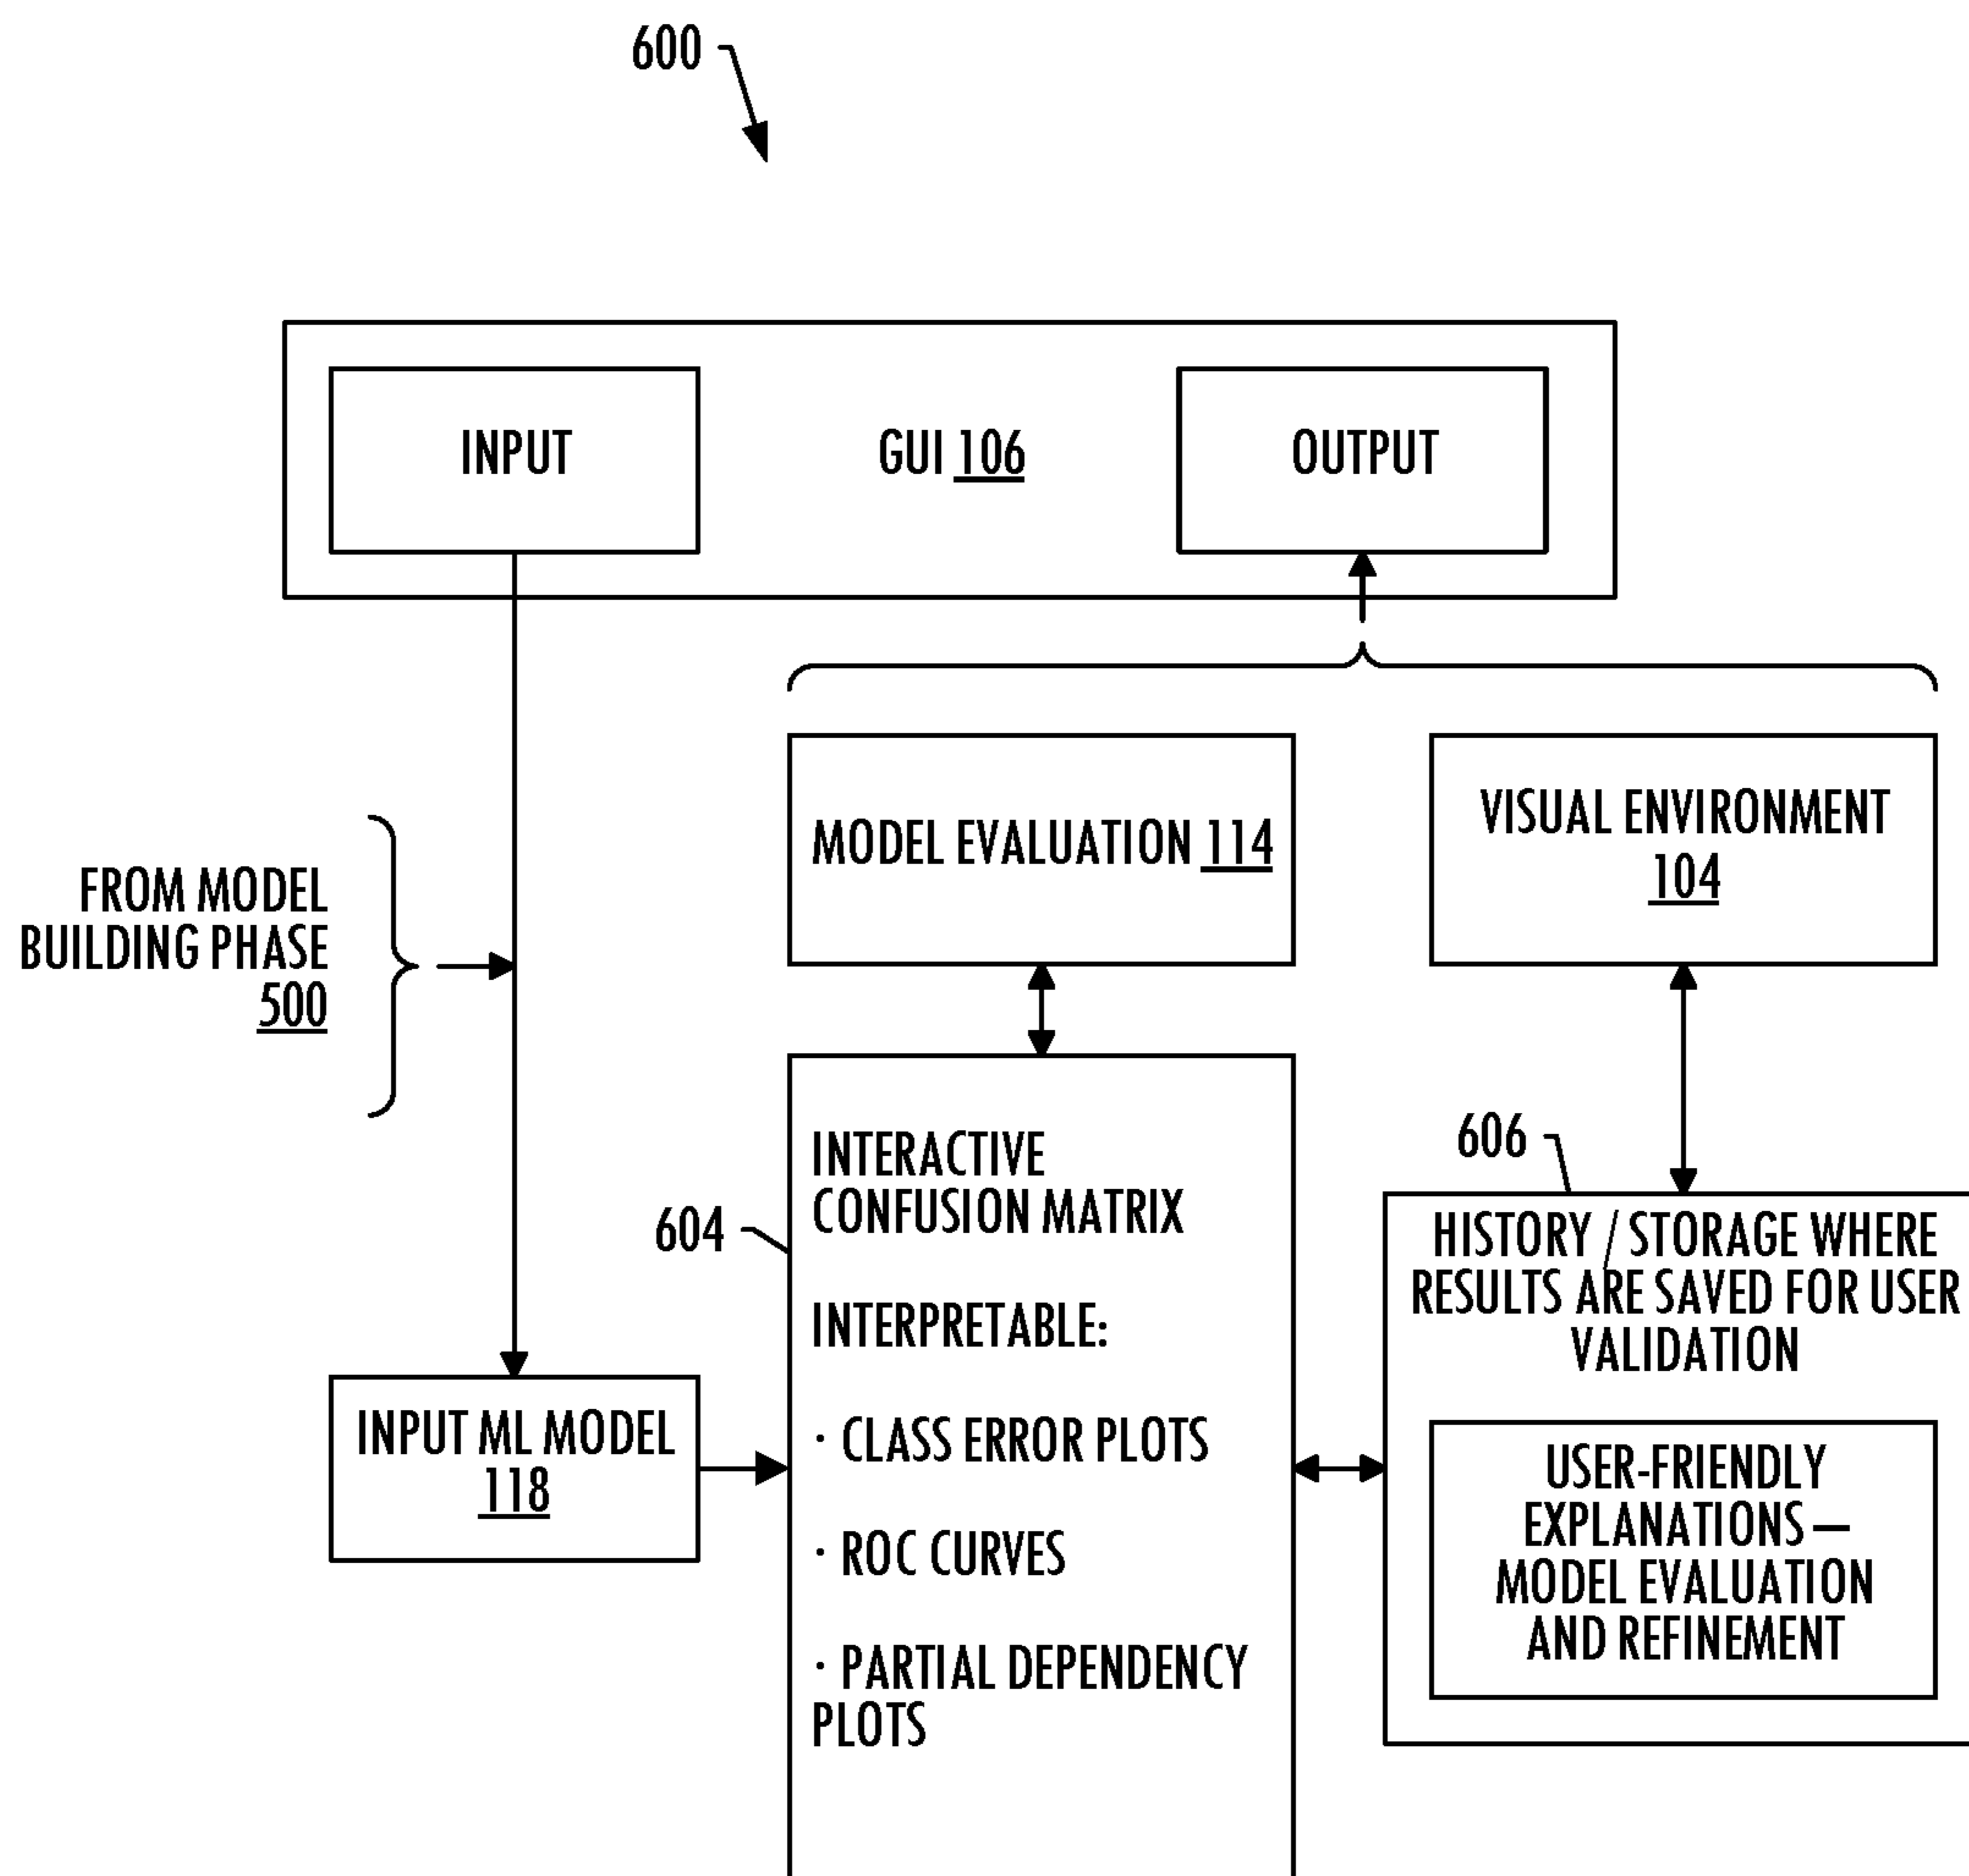 600
INPUT
GUI 106
OUTPUT
MODEL EVALUATION 114
VISUAL ENVIRONMENT
104
FROM MODEL
BUILDING PHASE
500
604
INTERACTIVE
CONFUSION MATRIX
INTERPRETABLE:
· CLASS ERROR PLOTS
· ROC CURVES
· PARTIAL DEPENDENCY
PLOTS
606
HISTORY / STORAGE WHERE
RESULTS ARE SAVED FOR USER
VALIDATION
USER-FRIENDLY
EXPLANATIONS —
MODEL EVALUATION
AND REFINEMENT
INPUT ML MODEL
118